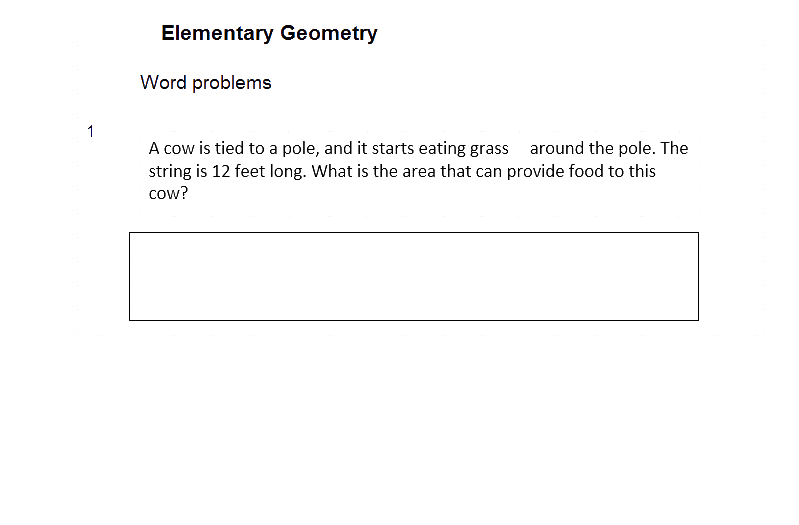 Elementary Geometry
Word problems
1
A cow is tied to a pole, and it starts eating grass around the pole. The
string is 12 feet long. What is the area that can provide food to this
cow?